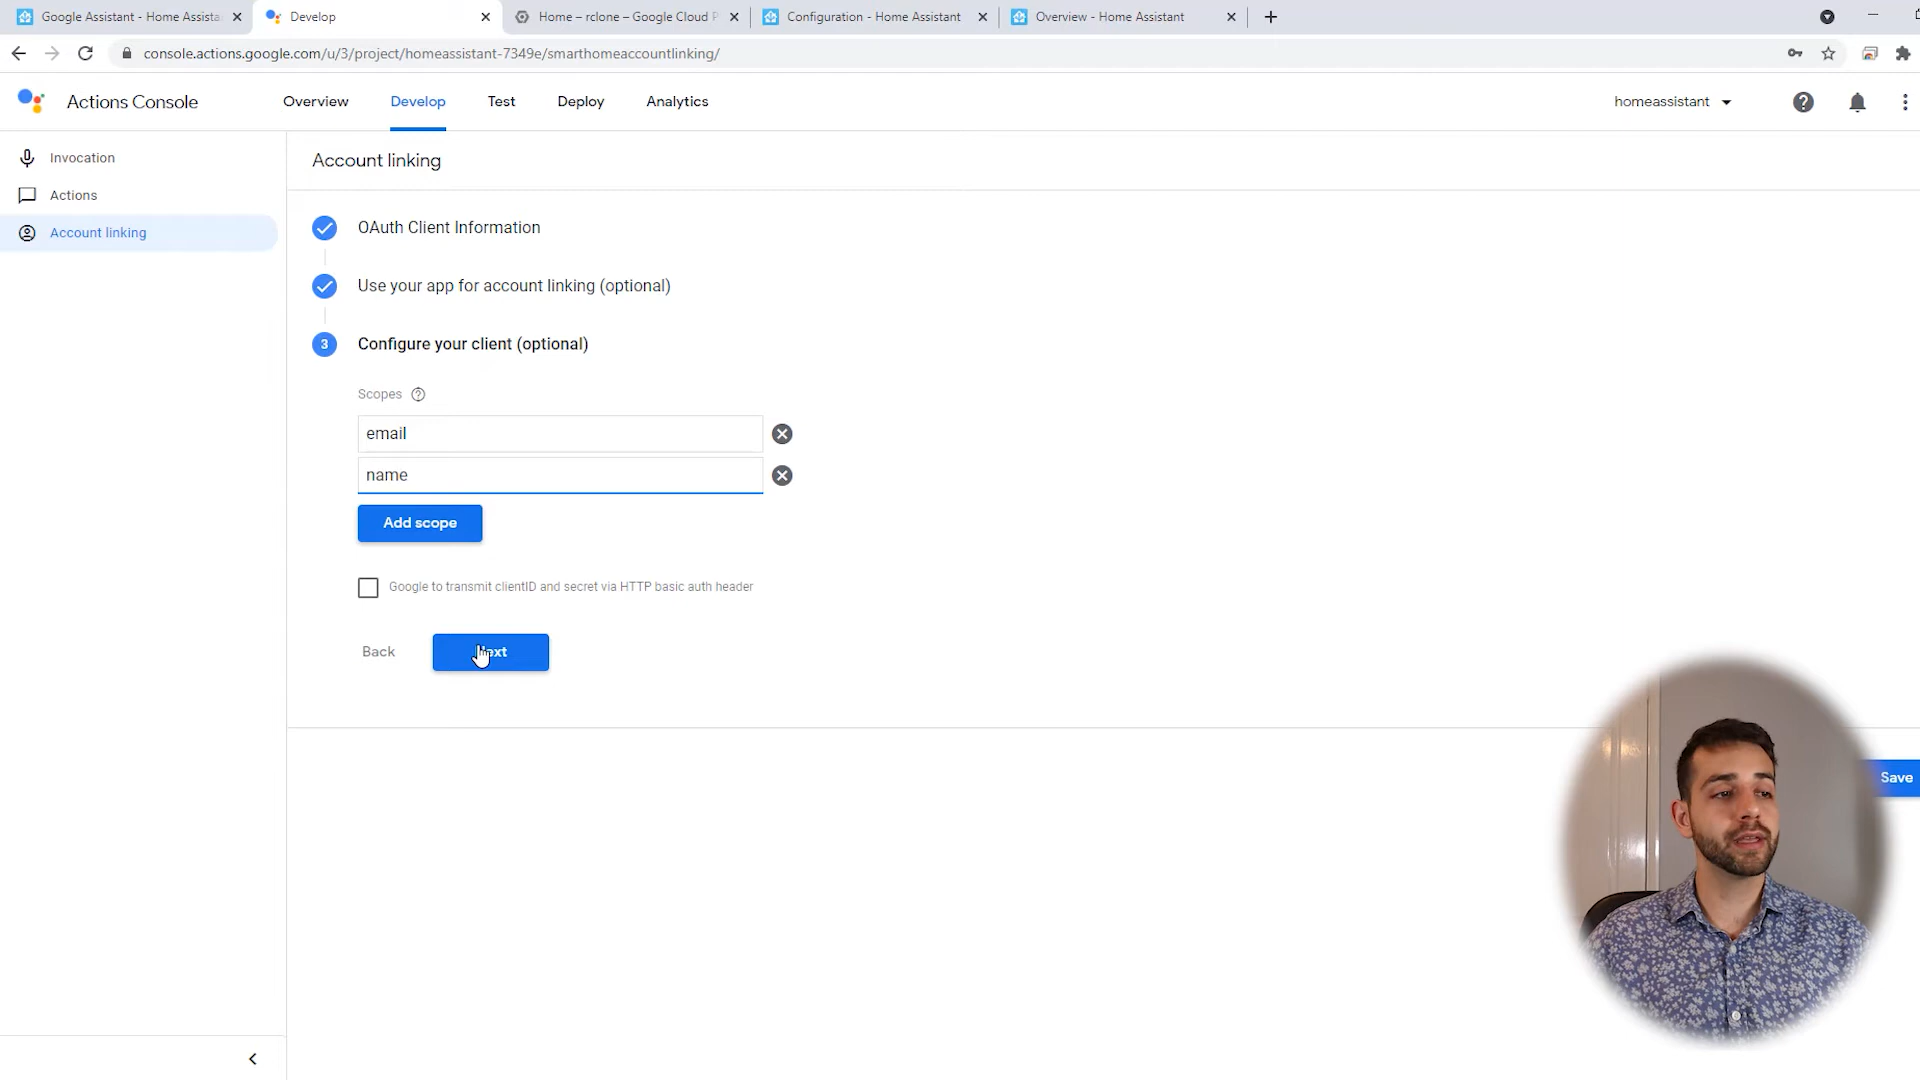 Google Assistant - Home Assista
Develop
Home – rclone – Google Cloud P
Configuration - Home Assistant
Overview - Home Assistant
console.actions.google.com/u/3/project/homeassistant-7349e/smarthomeaccountlinking/
Actions Console
Overview
Develop
Test
Deploy
Analytics
homeassistant
Invocation
Actions
Account linking
Account linking
OAuth Client Information
Use your app for account linking (optional)
3 Configure your client (optional)
Scopes
email
name
Add scope
Google to transmit clientID and secret via HTTP basic auth header
Back
Next
Save